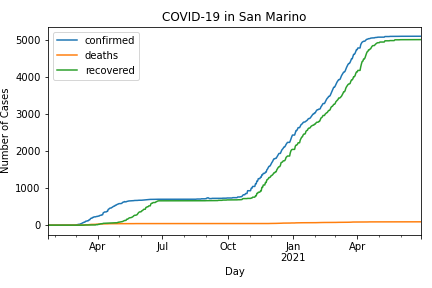 COVID-19 in San Marino
confirmed
deaths
recovered
Number of Cases
5000
4000
3000
2000
1000
0
Apr
Jul
Oct
Jan
2021
Apr
Day